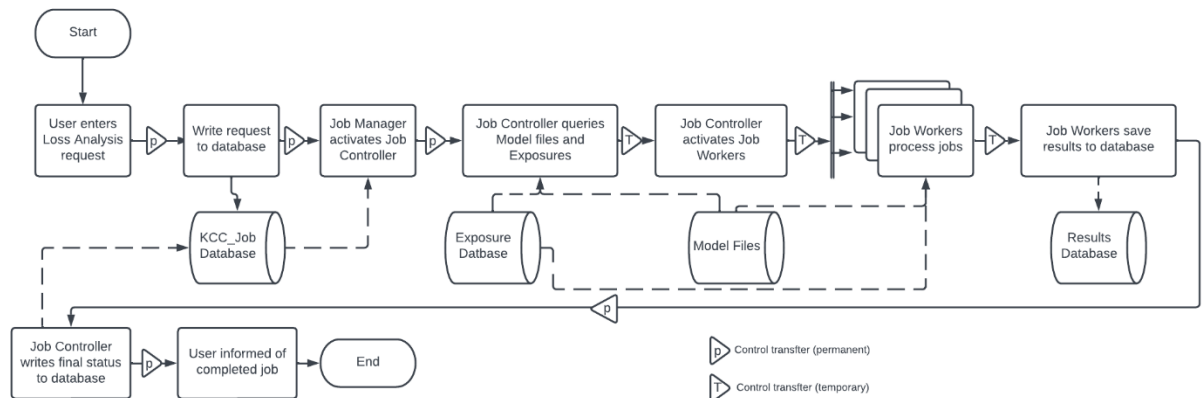 Start
User enters
Loss Analysis
request
p
Write request
to database
p
Job Manager
activates Job
Controller
p
Job Controller queries
Model files and
Exposures
T
Job Controller
activates Job
Workers
T
Job Workers
process jobs
T
Job Workers save
results to database
KCC_Job
Database
Exposure
Datbase
Model Files
Results
Database
p
Job Controller
writes final status
to database
p
User informed of
completed job
End
p Control transfter (permanent)
T Control transfter (temporary)